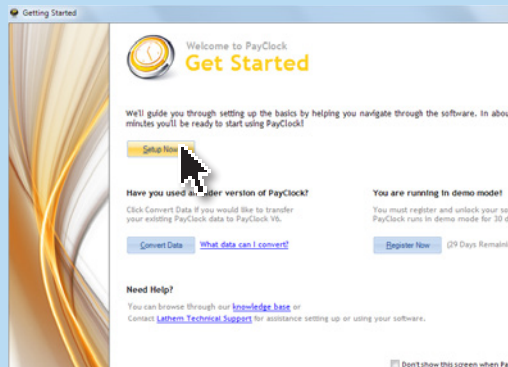 Getting Started
Welcome to PayClock
Get Started
We'll guide you through setting up the basics by helping you navigate through the software. In
minutes you'll be ready to start using PayClock!
Setup Now
Have you used an older version of PayClock?
Click Convert Data if you would like to transfer
your existing PayClock data to PayClock V6.
Convert Data What data can I convert?
You are running in demo mode!
You must register and unlock your
PayClock runs in demo mode for 30
Register Now (29 Days
Need Help?
You can browse through our knowledge base or
Contact Lathem Technical Support for assistance setting up or using your software.
Don't show this screen when